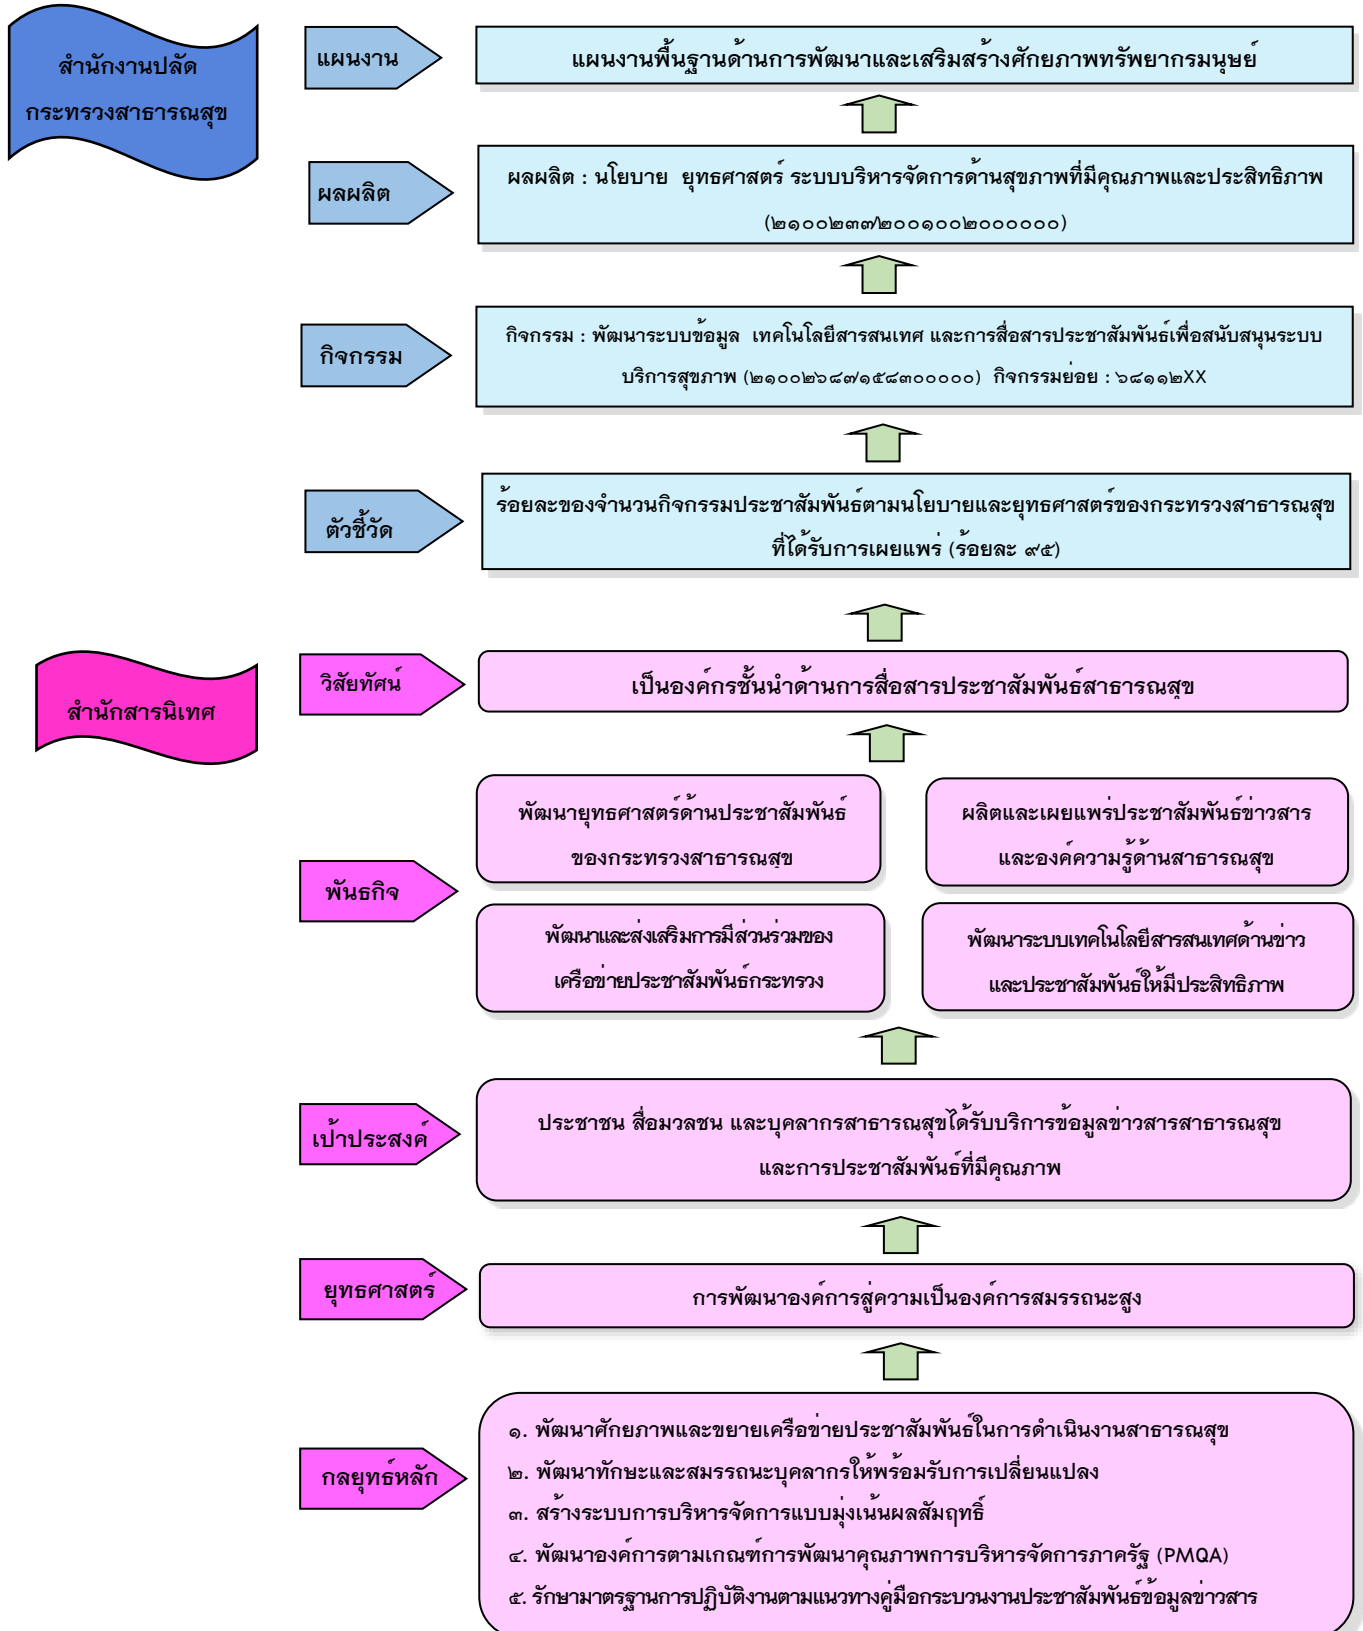 สำนักงานปลัด
กระทรวงสาธารณสุข
แผนงาน
แผนงานพื้นฐานด้านการพัฒนาและเสริมสร้างศักยภาพทรัพยากรมนุษย์
ผลผลิต
ผลผลิต : นโยบาย ยุทธศาสตร์ ระบบบริหารจัดการด้านสุขภาพที่มีคุณภาพและประสิทธิภาพ
(๒๑๐๐๒๓๓๗๒๐๐๑๐๐๒๐๐๐๐๐๐)
กิจกรรม
กิจกรรม : พัฒนาระบบข้อมูล เทคโนโลยีสารสนเทศ และการสื่อสารประชาสัมพันธ์เพื่อสนับสนุนระบบ
บริการสุขภาพ (๒๑๐๐๒๖๘๗๑๕๘๓๐๐๐๐๐) กิจกรรมย่อย : ๖๘๑๑๒XX
ตัวชี้วัด
ร้อยละของจำนวนกิจกรรมประชาสัมพันธ์ตามนโยบายและยุทธศาสตร์ของกระทรวงสาธารณสุข
ที่ได้รับการเผยแพร่ (ร้อยละ ๙๕)
สำนักสารนิเทศ
วิสัยทัศน์
เป็นองค์กรชั้นนำด้านการสื่อสารประชาสัมพันธ์สาธารณสุข
พันธกิจ
พัฒนายุทธศาสตร์ด้านประชาสัมพันธ์
ของกระทรวงสาธารณสุข
ผลิตและเผยแพร่ประชาสัมพันธ์ข่าวสาร
และองค์ความรู้ด้านสาธารณสุข
พัฒนาและส่งเสริมการมีส่วนร่วมของ
เครือข่ายประชาสัมพันธ์กระทรวง
พัฒนาระบบเทคโนโลยีสารสนเทศด้านข่าว
และประชาสัมพันธ์ให้มีประสิทธิภาพ
เป้าประสงค์
ประชาชน สื่อมวลชน และบุคลากรสาธารณสุขได้รับบริการข้อมูลข่าวสารสาธารณสุข
และการประชาสัมพันธ์ที่มีคุณภาพ
ยุทธศาสตร์
การพัฒนาองค์การสู่ความเป็นองค์การสมรรถนะสูง
กลยุทธ์หลัก
๑. พัฒนาศักยภาพและขยายเครือข่ายประชาสัมพันธ์ในการดำเนินงานสาธารณสุข
๒. พัฒนาทักษะและสมรรถนะบุคลากรให้พร้อมรับการเปลี่ยนแปลง
๓. สร้างระบบการบริหารจัดการแบบมุ่งเน้นผลสัมฤทธิ์
๔. พัฒนาองค์การตามเกณฑ์การพัฒนาคุณภาพการบริหารจัดการภาครัฐ (PMQA)
๕. รักษามาตรฐานการปฏิบัติงานตามแนวทางคู่มือกระบวนงานประชาสัมพันธ์ข้อมูลข่าวสาร